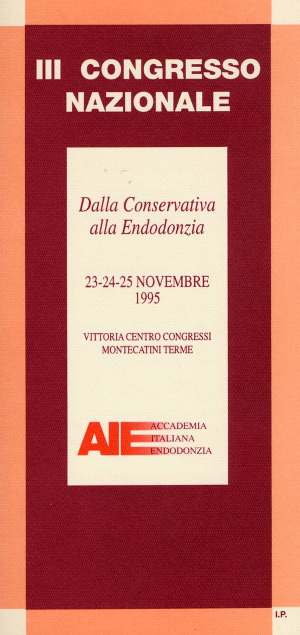 III CONGRESSO
NAZIONALE
Dalla Conservativa
alla Endodonzia
23-24-25 NOVEMBRE
1995
VITTORIA CENTRO CONGRESSI
MONTECATINI TERME
AIE
ACCADEMIA
ITALIANA
ENDODONZIA
I.P.